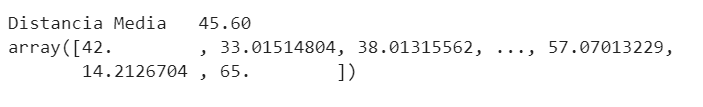 Distancia Media   45.60
array([42.        , 33.01514804, 38.01315562, ..., 57.07013229,
       14.2126704 , 65.        ])